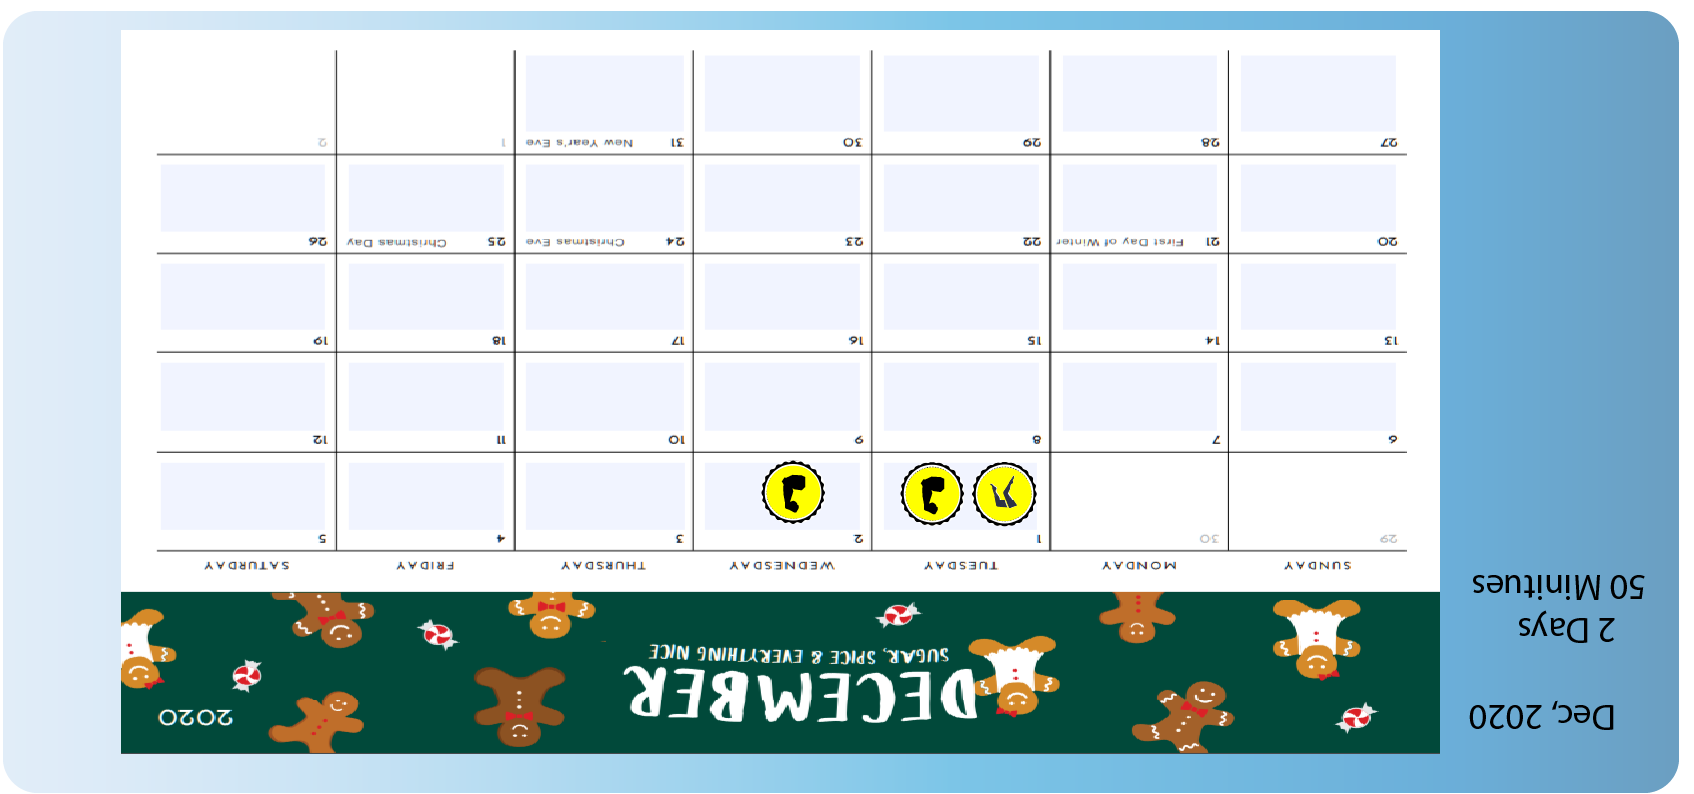 Dec, 2020
2 Days
50 Minitues
DECEMBER
2020
SUGAR, SPICE & EVERYTHING NICE
SUNDAY MONDAY TUESDAY WEDNESDAY THURSDAY FRIDAY SATURDAY
29 30 1 2 3 4 5
6 7 8 9 10 11 12
13 14 15 16 17 18 19
20 21 First Day of Winter 22 23 24 Christmas Eve 25 Christmas Day 26
27 28 29 30 31 New Year's Eve 1 2